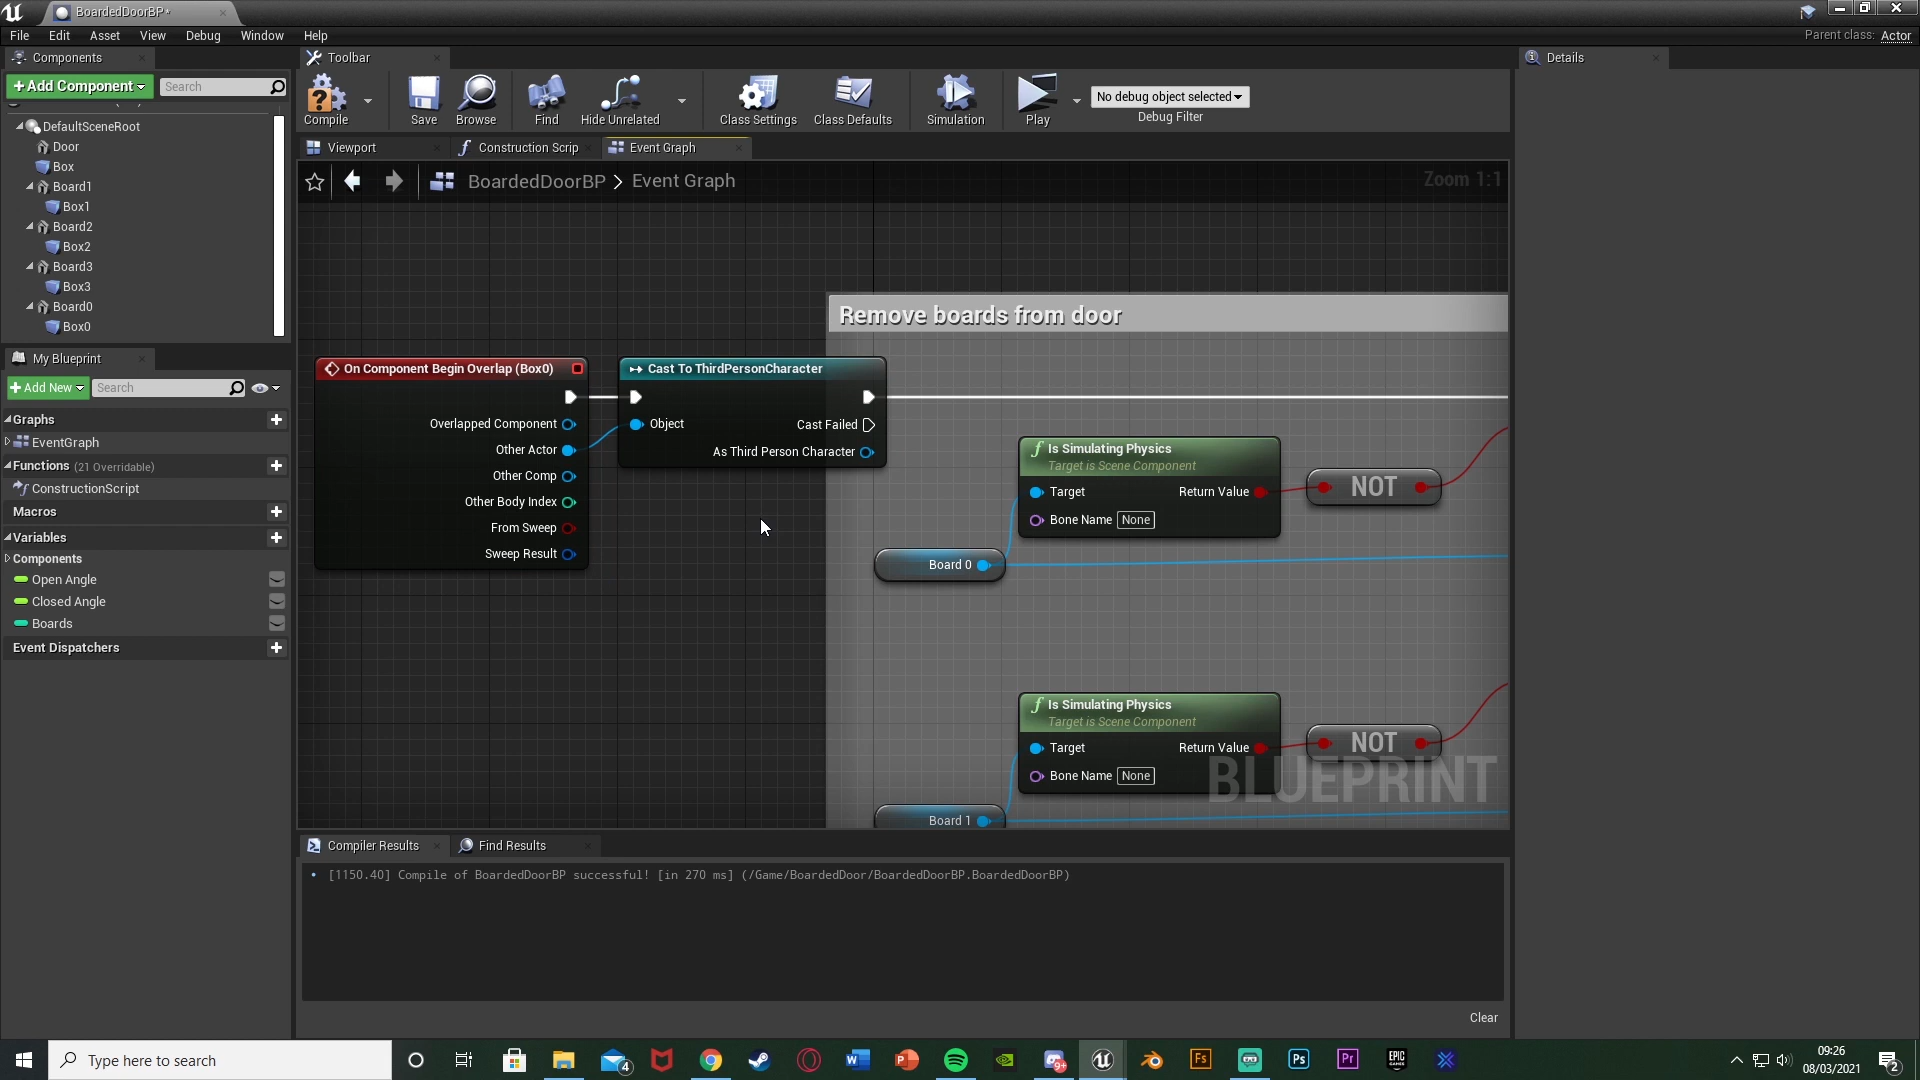 BoardedDoorBP*
File Edit Asset View Debug Window Help
Parent class: Actor
Components
+Add Component
Search
DefaultSceneRoot
Door
Box
Board1
Box1
Board2
Box2
Board3
Box3
Board0
Box0
My Blueprint
+Add New
Search
Graphs
EventGraph
Functions (21 Overridable)
ConstructionScript
Macros
Variables
Components
Open Angle
Closed Angle
Boards
Event Dispatchers
Toolbar
Compile
Save
Browse
Find
Hide Unrelated
Class Settings
Class Defaults
Simulation
Play
No debug object selected
Debug Filter
Viewport
Construction Scrip
Event Graph
BoardedDoorBP > Event Graph
Zoom 1:1
Remove boards from door
On Component Begin Overlap (Box0)
Overlapped Component
Other Actor
Other Comp
Other Body Index
From Sweep
Sweep Result
Cast To ThirdPersonCharacter
Object
Cast Failed
As Third Person Character
Is Simulating Physics
Target is Scene Component
Target
Return Value
Bone Name None
NOT
Board 0
Is Simulating Physics
Target is Scene Component
Target
Return Value
Bone Name None
NOT
Board 1
BLUEPRINT
Compiler Results
Find Results
[1150.40] Compile of BoardedDoorBP successful! [in 270 ms] (/Game/BoardedDoor/BoardedDoorBP.BoardedDoorBP)
Clear
Details
Type here to search
4
W
P
9+
Fs
Ps
Pr
EPIC
09:26
08/03/2021
2